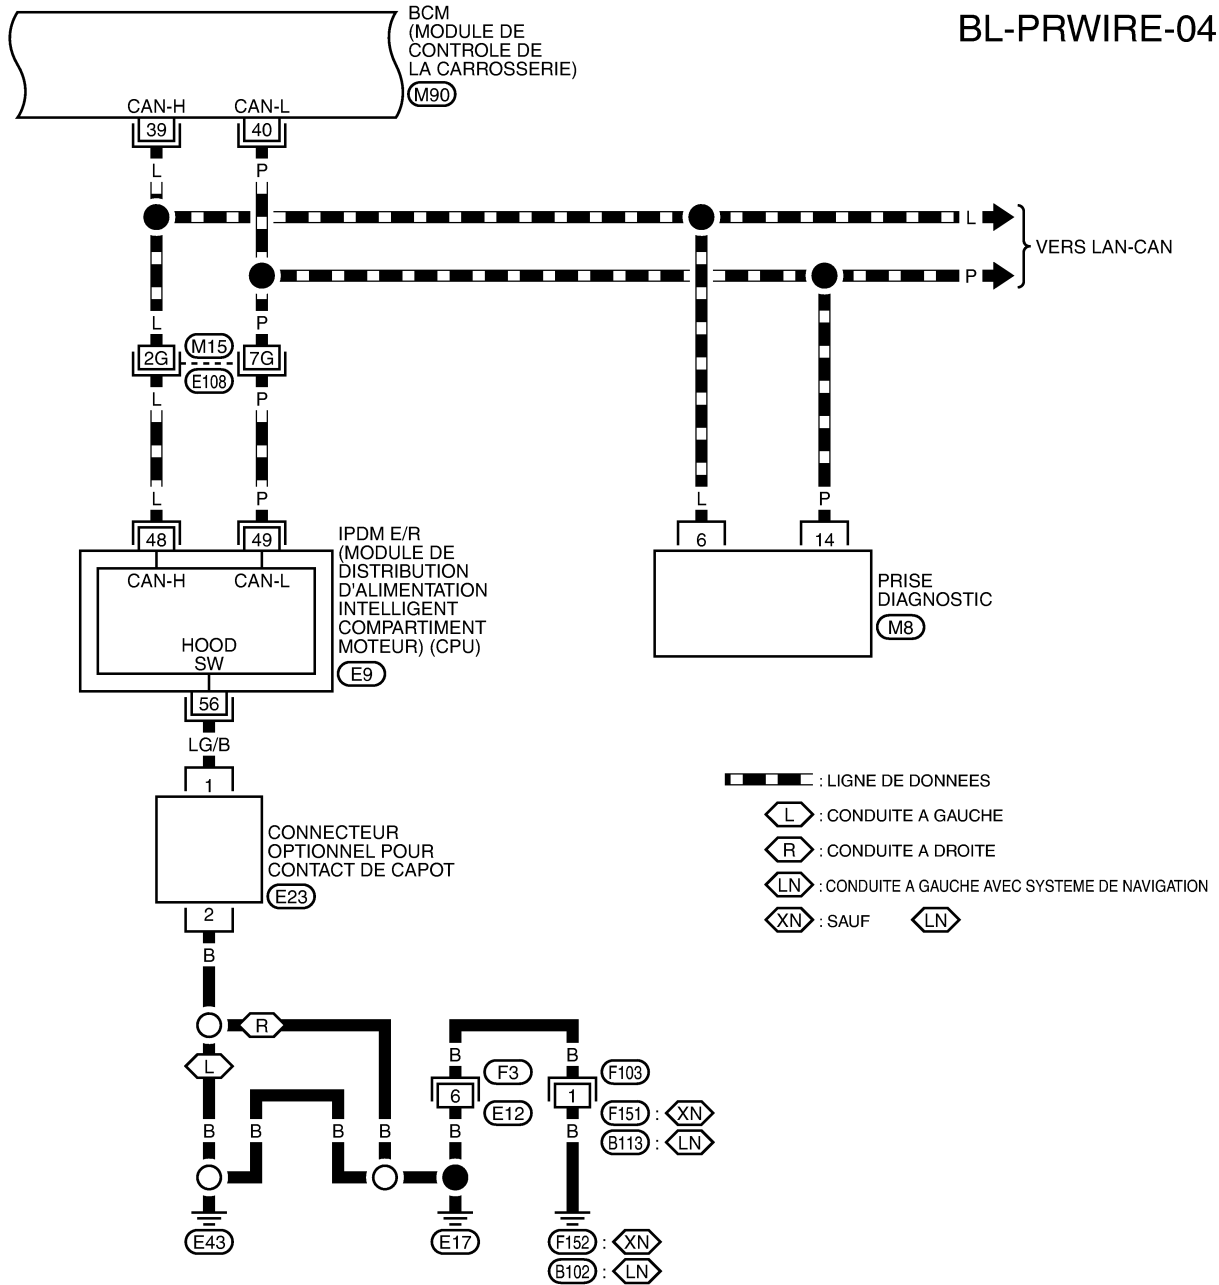 BL-PRWIRE-04
BCM
(MODULE DE
CONTROLE DE
LA CARROSSERIE)
M90
CAN-H CAN-L
39 40
L P
L
VERS LAN-CAN
P
L P
M15
2G 7G
E108
L P
L P L P
48 49 6 14
IPDM E/R
(MODULE DE
DISTRIBUTION
D'ALIMENTATION
INTELLIGENT
COMPARTIMENT
MOTEUR) (CPU)
E9
CAN-H CAN-L
HOOD
SW
PRISE
DIAGNOSTIC
M8
56
LG/B
1
CONNECTEUR
OPTIONNEL POUR
CONTACT DE CAPOT
E23
2
B
: LIGNE DE DONNEES
L : CONDUITE A GAUCHE
R : CONDUITE A DROITE
LN : CONDUITE A GAUCHE AVEC SYSTEME DE NAVIGATION
XN : SAUF LN
R
L
B B
F3 F103
6 1
E12 F151 : XN
B113 : LN
B B B B B B
E43 E17 F152 : XN
B102 : LN